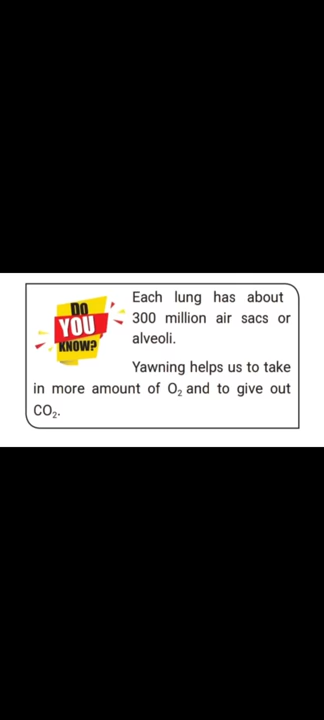 DO
YOU
KNOW?
Each lung has about
300 million air sacs or
alveoli.
Yawning helps us to take
in more amount of O₂ and to give out
CO₂.